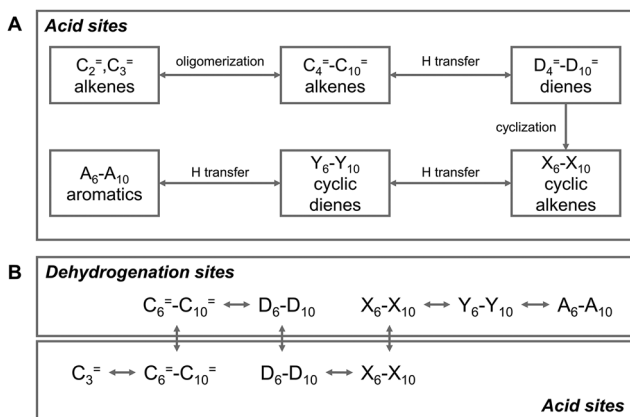 A
Acid sites
C₂⁼,C₃⁼
alkenes
oligomerization
C₄⁼-C₁₀⁼
alkenes
H transfer
D₄⁼-D₁₀⁼
dienes
cyclization
A₆-A₁₀
aromatics
H transfer
Y₆-Y₁₀
cyclic
dienes
H transfer
X₆-X₁₀
cyclic
alkenes
B
Dehydrogenation sites
C₆⁼-C₁₀⁼ D₆-D₁₀ X₆-X₁₀ Y₆-Y₁₀ A₆-A₁₀
C₃⁼ C₆⁼-C₁₀⁼ D₆-D₁₀ X₆-X₁₀
Acid sites